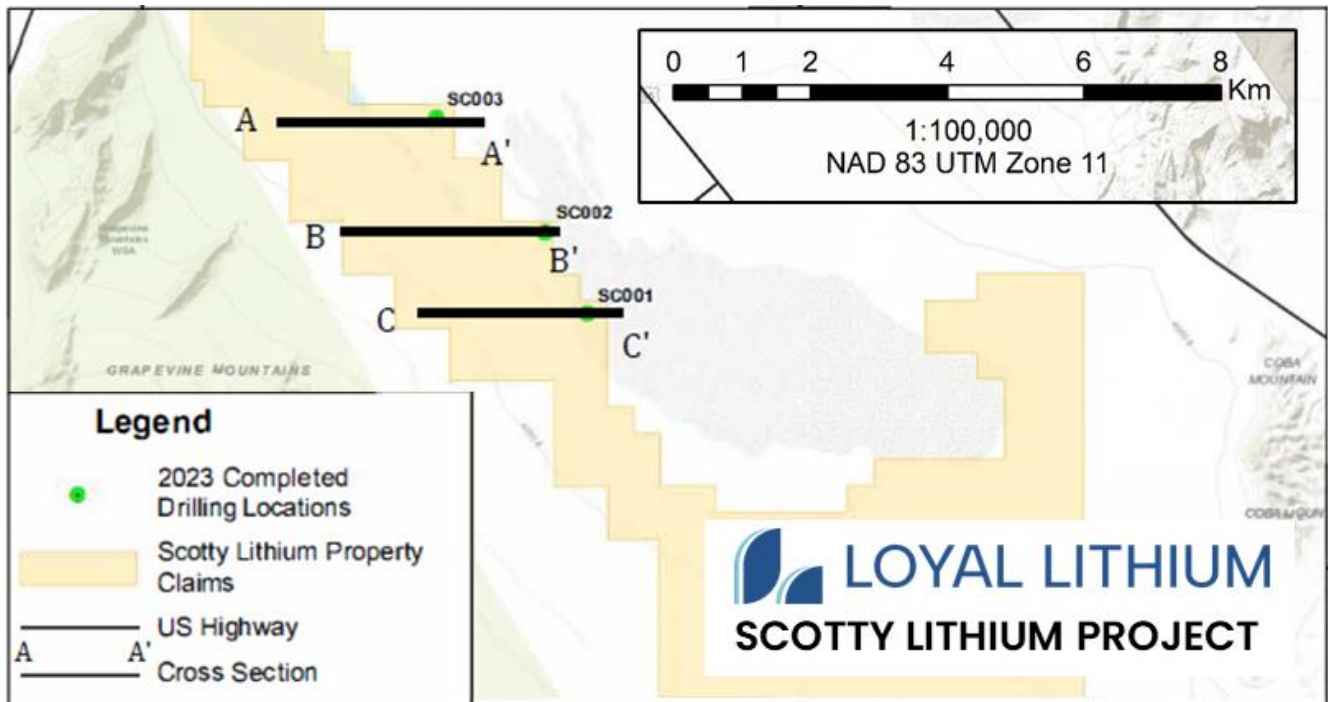 0 1 2 4 6 8
Km
1:100,000
NAD 83 UTM Zone 11
SC003
A
A'
SC002
B
B'
SC001
C
C'
GRAPEVINE MOUNTAINS
COBA
MOUNTAIN
Legend
2023 Completed
Drilling Locations
Scotty Lithium Property
Claims
US Highway
A A'
Cross Section
LOYAL LITHIUM
SCOTTY LITHIUM PROJECT